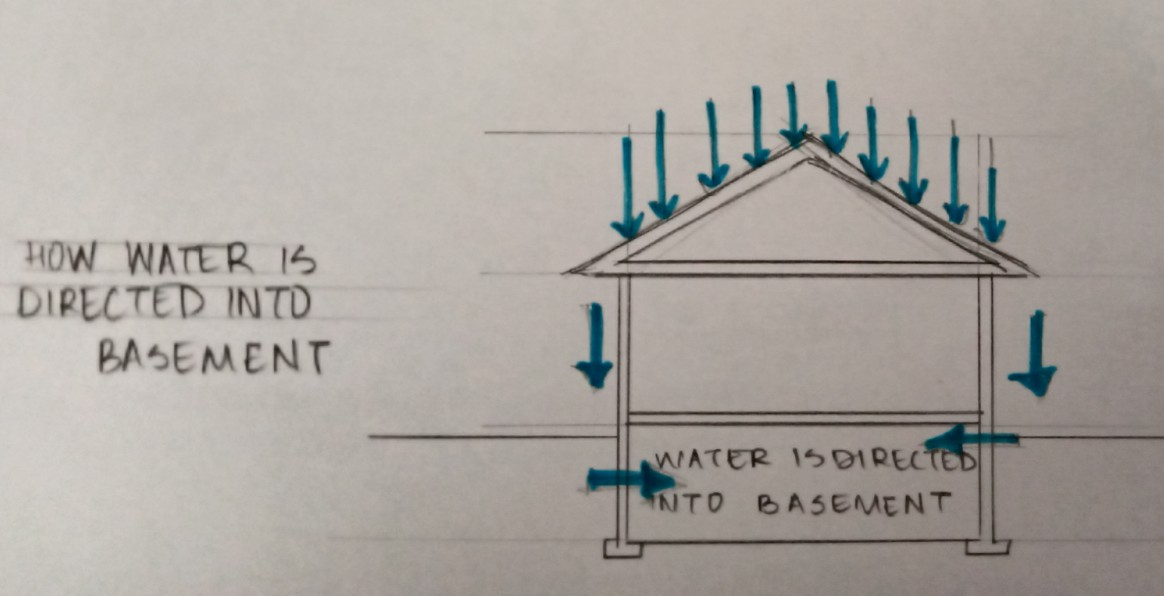 HOW WATER IS
DIRECTED INTO
BASEMENT
WATER IS DIRECTED
INTO BASEMENT